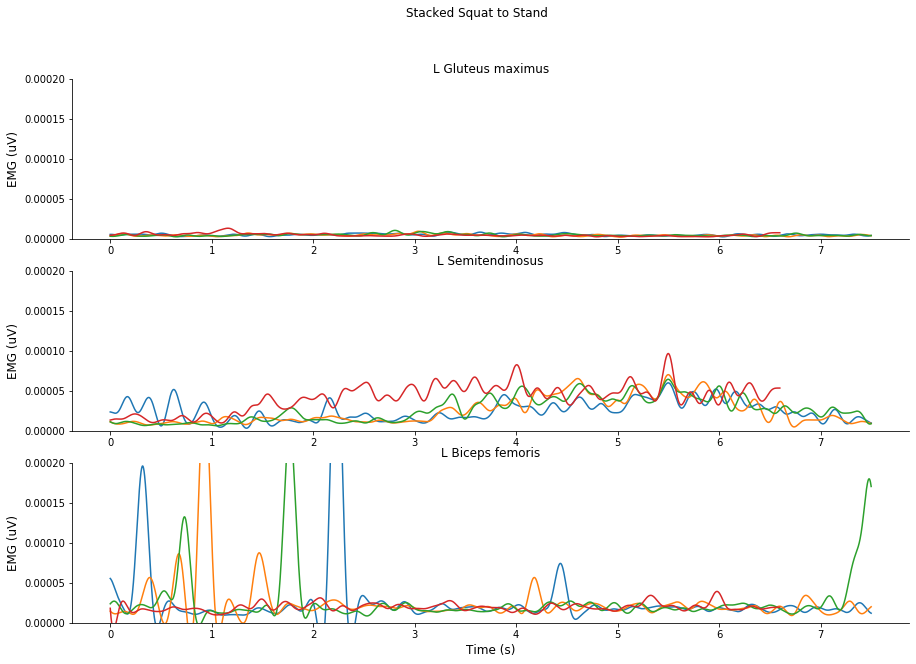 Stacked Squat to Stand
L Gluteus maximus
0.00020
0.00015
0.00010
0.00005
0.00000
EMG (uV)
0 1 2 3 4 5 6 7
L Semitendinosus
0.00020
0.00015
0.00010
0.00005
0.00000
EMG (uV)
0 1 2 3 4 5 6 7
L Biceps femoris
0.00020
0.00015
0.00010
0.00005
0.00000
EMG (uV)
0 1 2 3 4 5 6 7
Time (s)